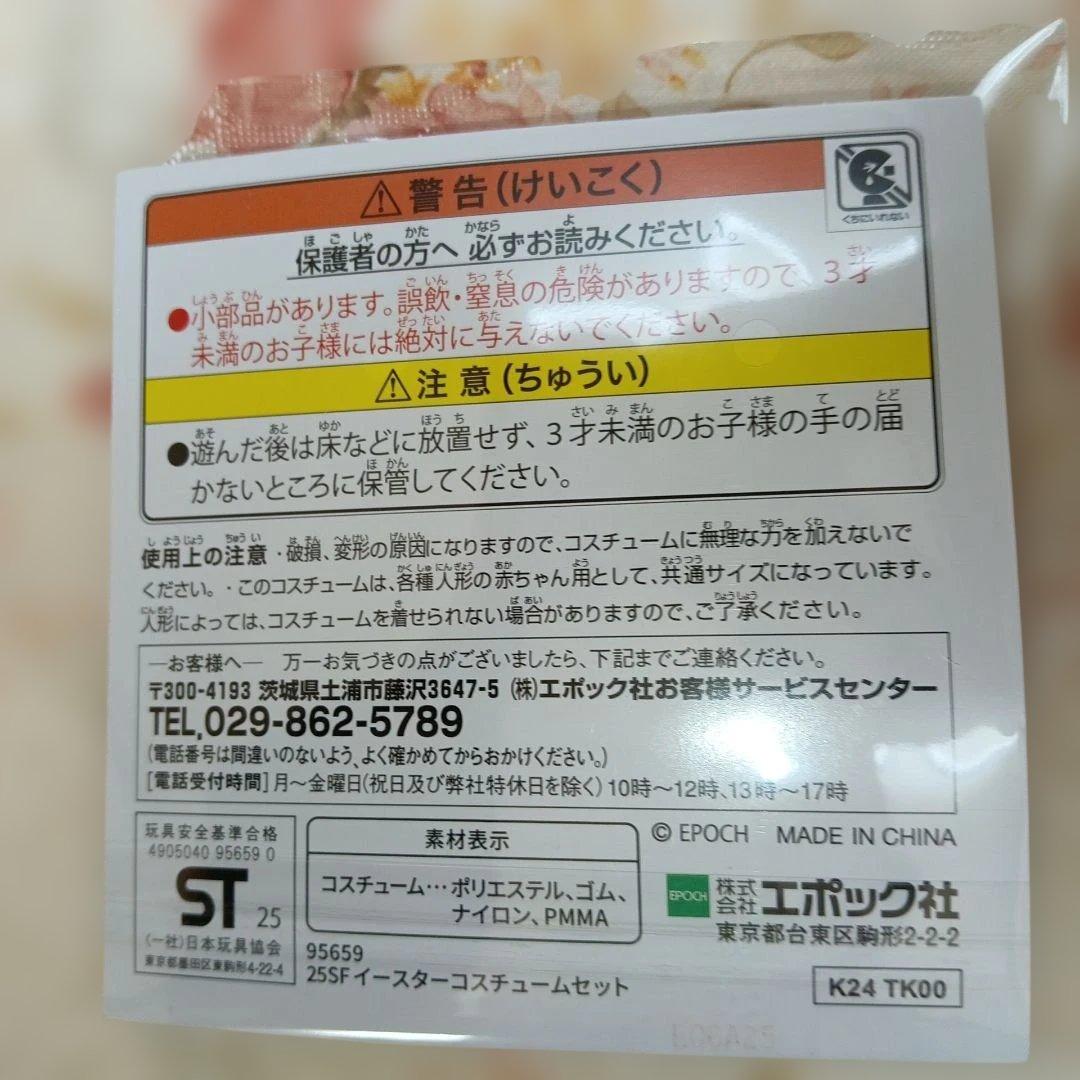 ⚠警告(けいこく)
くちにいれない
保護者の方へ 必ずお読みください。
●小部品があります。誤飲・窒息の危険がありますので、3才
未満のお子様には絶対に与えないでください。
⚠注意(ちゅうい)
●遊んだ後は床などに放置せず、3才未満のお子様の手の届
かないところに保管してください。
使用上の注意 ・破損、変形の原因になりますので、コスチュームに無理な力を加えないで
ください。・このコスチュームは、各種人形の赤ちゃん用として、共通サイズになっています。
人形によっては、コスチュームを着せられない場合がありますので、ご了承ください。
―お客様へ― 万一お気づきの点がございましたら、下記までご連絡ください。
〒300-4193 茨城県土浦市藤沢3647-5 (株)エポック社お客様サービスセンター
TEL,029-862-5789
(電話番号は間違いのないよう、よく確かめてからおかけください。)
[電話受付時間]月～金曜日(祝日及び弊社特休日を除く)10時～12時、13時～17時
玩具安全基準合格
4905040 95659 0
ST 25
(一社)日本玩具協会
東京都墨田区東駒形4-22-4
素材表示
コスチューム…ポリエステル、ゴム、
ナイロン、PMMA
95659
25SFイースターコスチュームセット
© EPOCH MADE IN CHINA
EPOCH 株式会社エポック社
東京都台東区駒形2-2-2
K24 TK00